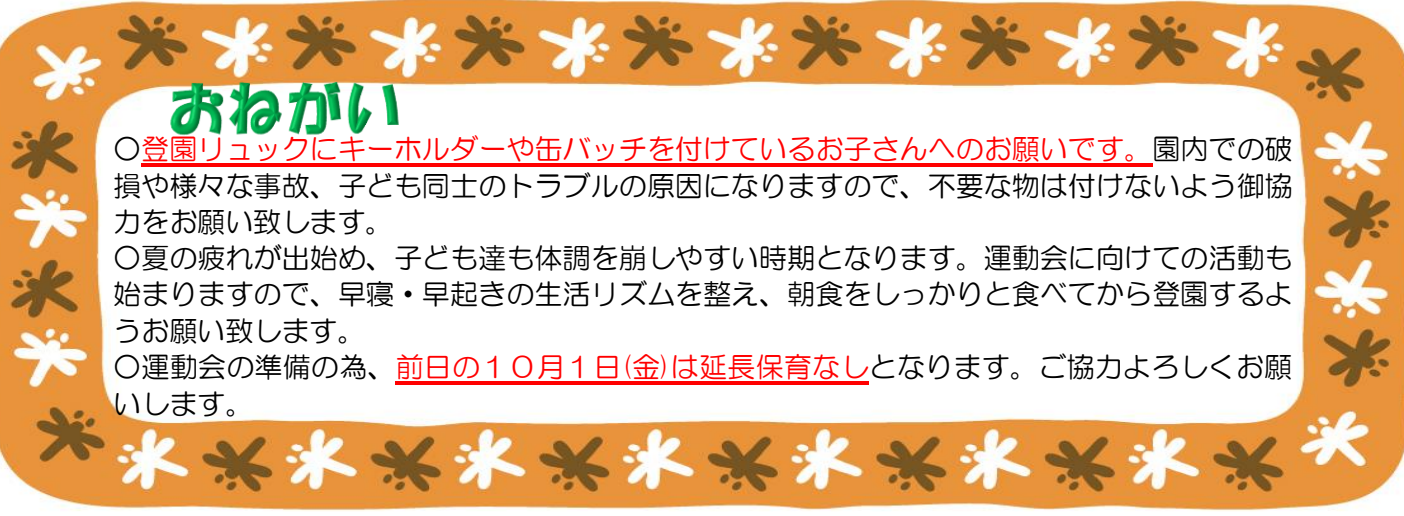 おねがい
〇登園リュックにキーホルダーや缶バッチを付けているお子さんへのお願いです。園内での破
損や様々な事故、子ども同士のトラブルの原因になりますので、不要な物は付けないよう御協
力をお願い致します。
〇夏の疲れが出始め、子ども達も体調を崩しやすい時期となります。運動会に向けての活動も
始まりますので、早寝・早起きの生活リズムを整え、朝食をしっかりと食べてから登園するよ
うお願い致します。
〇運動会の準備の為、前日の１０月１日(金)は延長保育なしとなります。ご協力よろしくお願
いします。